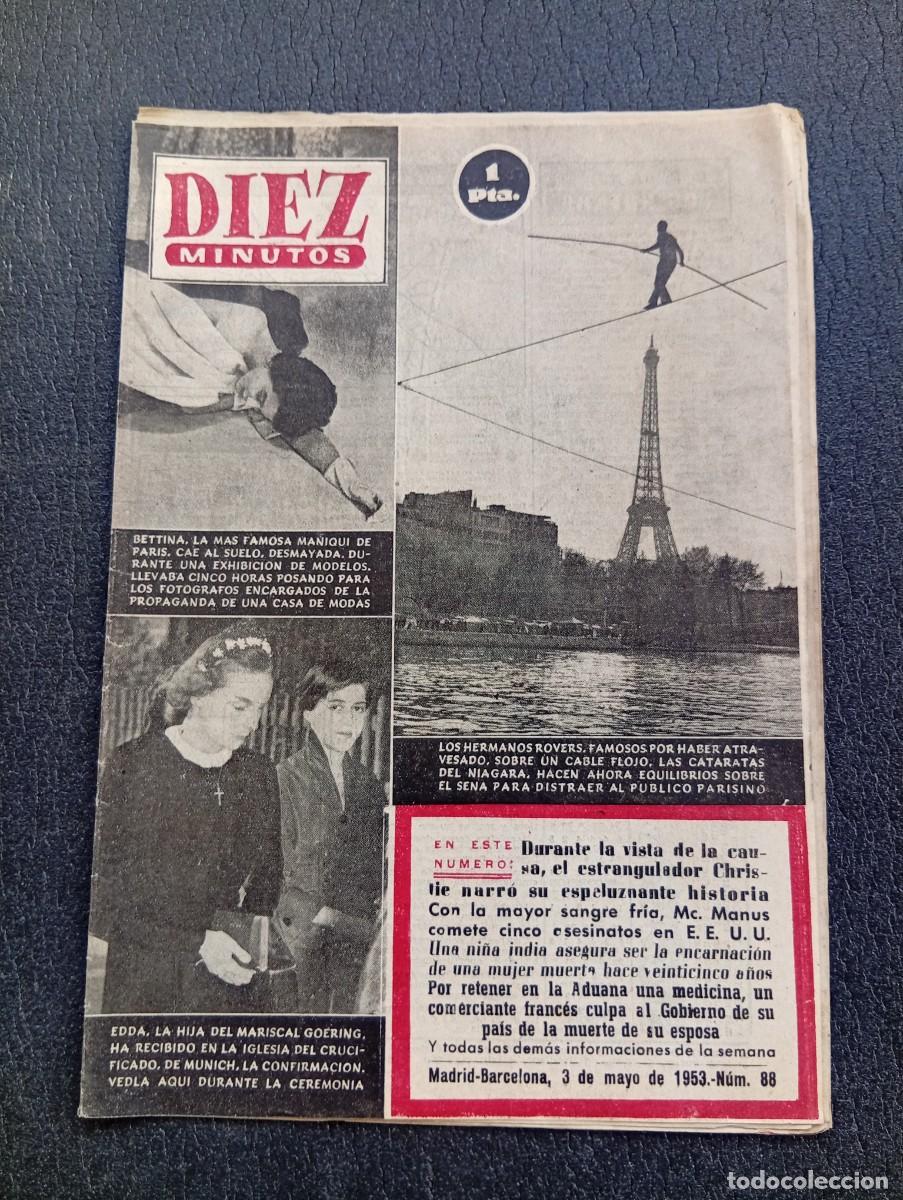 DIEZ
MINUTOS
1
Pta.
BETTINA, LA MAS FAMOSA MANIQUI DE
PARIS, CAE AL SUELO, DESMAYADA, DU-
RANTE UNA EXHIBICION DE MODELOS.
LLEVABA CINCO HORAS POSANDO PARA
LOS FOTOGRAFOS ENCARGADOS DE LA
PROPAGANDA DE UNA CASA DE MODAS
LOS HERMANOS ROVERS, FAMOSOS POR HABER ATRA-
VESADO, SOBRE UN CABLE FLOJO, LAS CATARATAS
DEL NIAGARA, HACEN AHORA EQUILIBRIOS SOBRE
EL SENA PARA DISTRAER AL PUBLICO PARISINO
EDDA, LA HIJA DEL MARISCAL GOERING,
HA RECIBIDO EN LA IGLESIA DEL CRUCI-
FICADO, DE MUNICH, LA CONFIRMACION.
VEDLA AQUI DURANTE LA CEREMONIA
EN ESTE
NUMERO:
Durante la vista de la cau-
sa, el estrangulador Chris-
tie narró su espeluznante historia
Con la mayor sangre fría, Mc. Manus
comete cinco asesinatos en E. E. U. U.
Una niña india asegura ser la encarnación
de una mujer muerta hace veinticinco años
Por retener en la Aduana una medicina, un
comerciante francés culpa al Gobierno de su
país de la muerte de su esposa
Y todas las demás informaciones de la semana
Madrid-Barcelona, 3 de mayo de 1953.-Núm. 88
todocoleccion